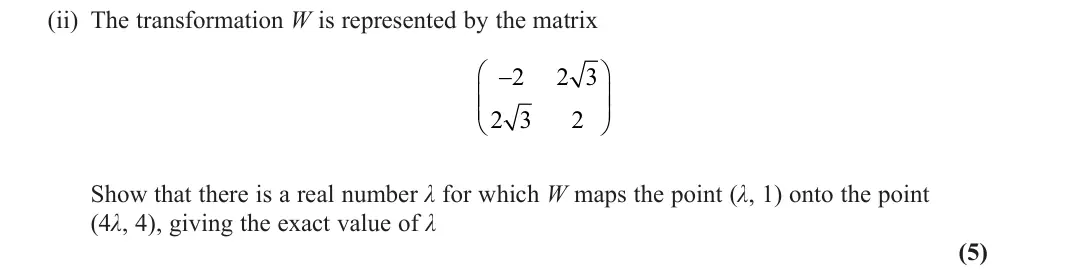 (ii) The transformation W is represented by the matrix
–2 2√3
2√3 2
Show that there is a real number λ for which W maps the point (λ, 1) onto the point
(4λ, 4), giving the exact value of λ
(5)